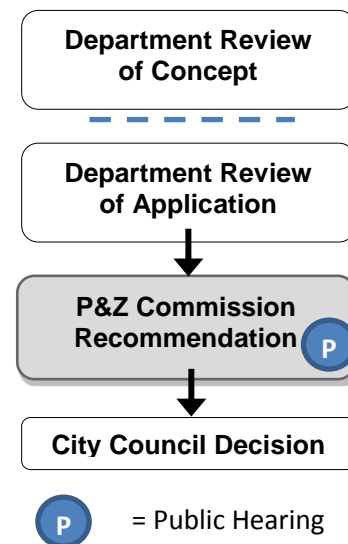 Department Review
of Concept
Department Review
of Application
P&Z Commission
Recommendation
P
City Council Decision
P = Public Hearing